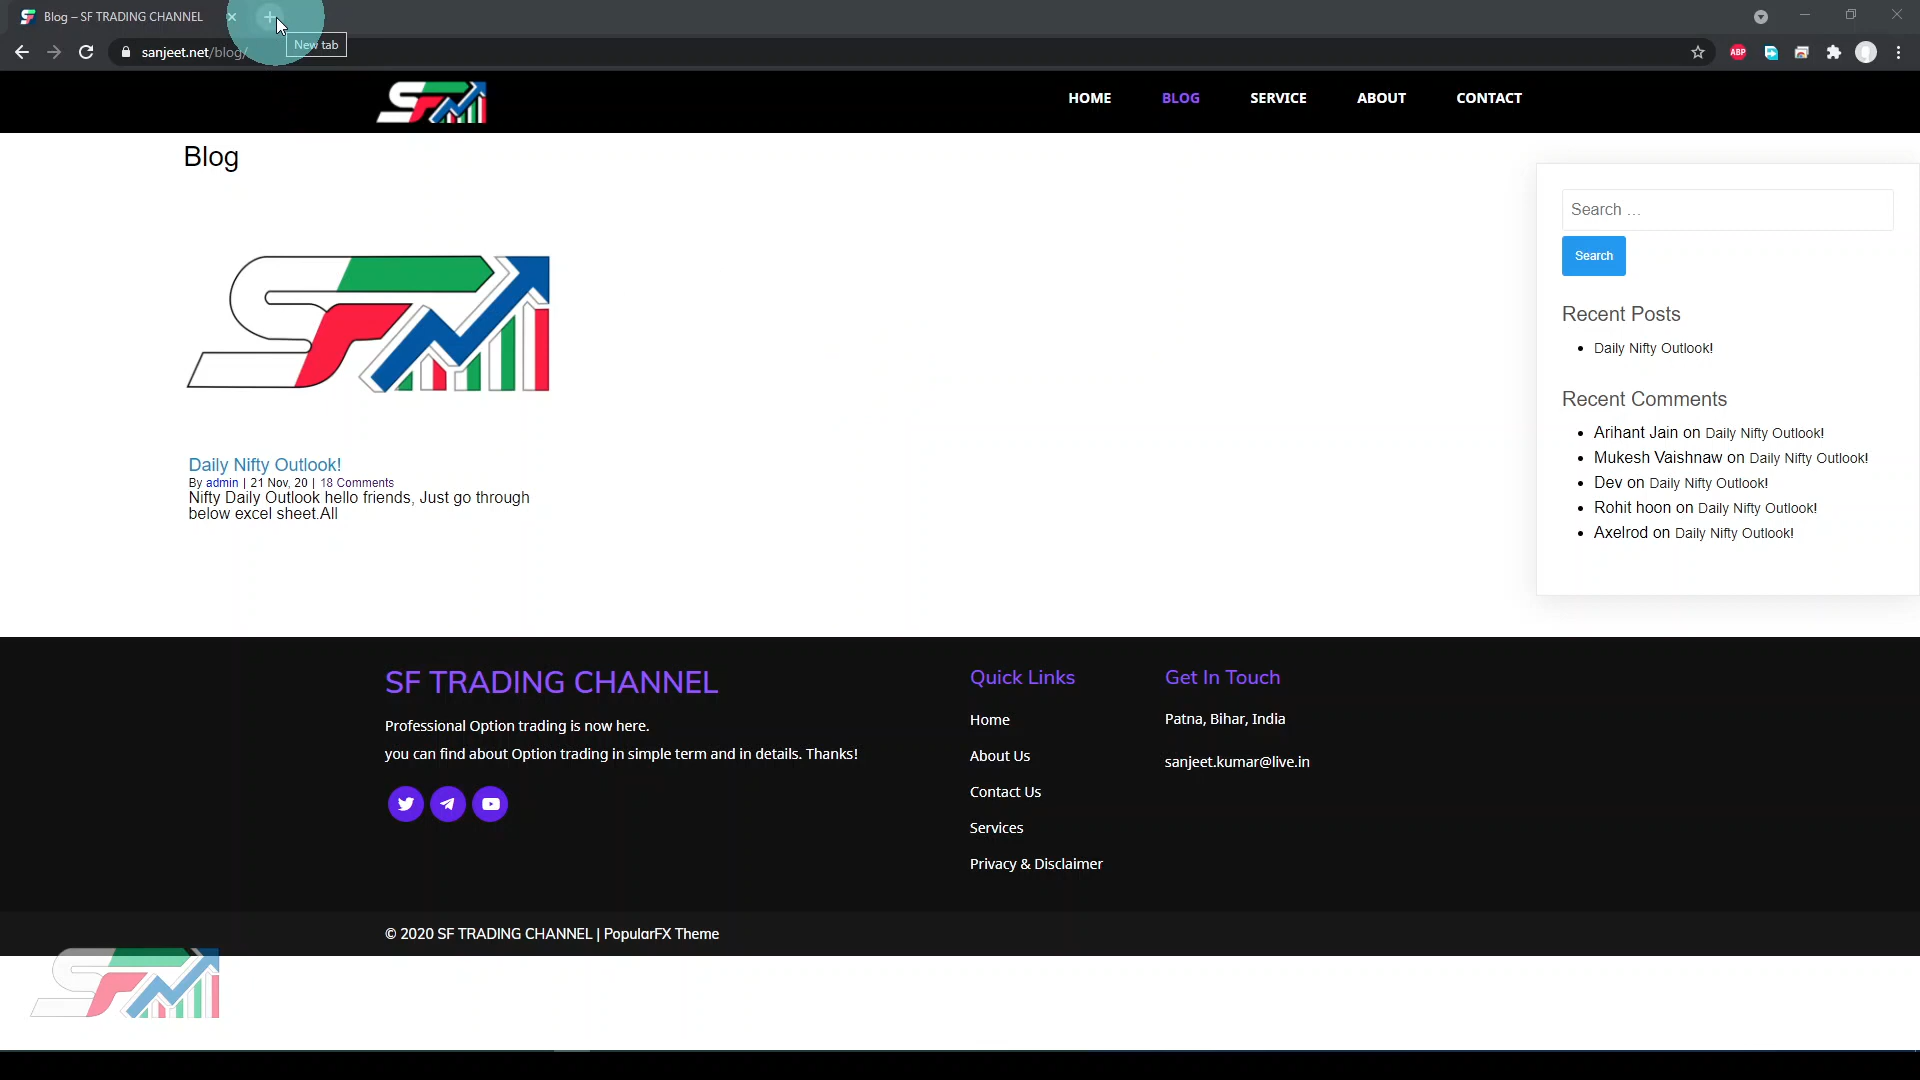 Blog – SF TRADING CHANNEL
New tab
sanjeet.net/blog/
ABP
HOME BLOG SERVICE ABOUT CONTACT
Blog
Search …
Search
Recent Posts
Daily Nifty Outlook!
Recent Comments
Arihant Jain on Daily Nifty Outlook!
Mukesh Vaishnaw on Daily Nifty Outlook!
Dev on Daily Nifty Outlook!
Rohit hoon on Daily Nifty Outlook!
Axelrod on Daily Nifty Outlook!
Daily Nifty Outlook!
By admin | 21 Nov, 20 | 18 Comments
Nifty Daily Outlook hello friends, Just go through
below excel sheet.All
SF TRADING CHANNEL
Professional Option trading is now here.
you can find about Option trading in simple term and in details. Thanks!
Quick Links
Home
About Us
Contact Us
Services
Privacy & Disclaimer
Get In Touch
Patna, Bihar, India
sanjeet.kumar@live.in
© 2020 SF TRADING CHANNEL | PopularFX Theme